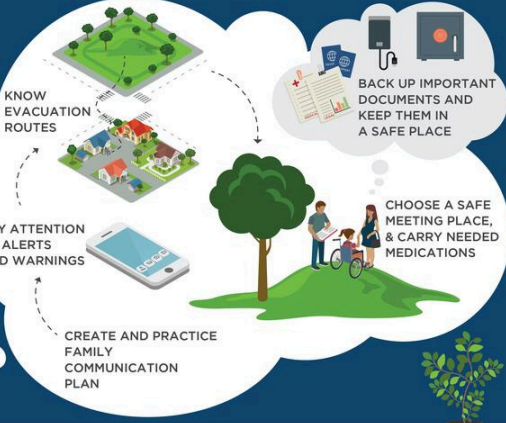 KNOW
EVACUATION
ROUTES
BACK UP IMPORTANT
DOCUMENTS AND
KEEP THEM IN
A SAFE PLACE
ATTENTION
ALERTS
WARNINGS
CHOOSE A SAFE
MEETING PLACE,
& CARRY NEEDED
MEDICATIONS
CREATE AND PRACTICE
FAMILY
COMMUNICATION
PLAN